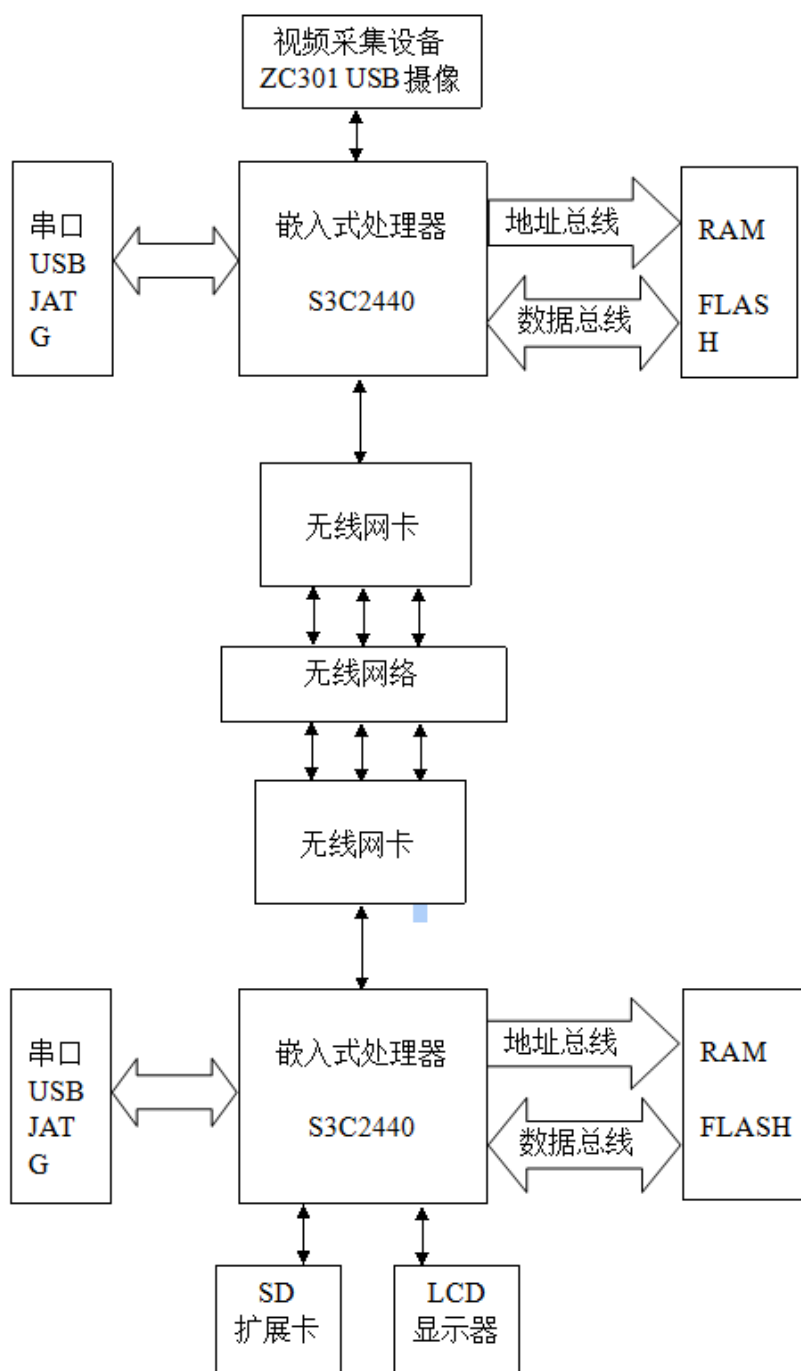 视频采集设备
ZC301 USB摄像
串口
USB
JAT
G
嵌入式处理器
S3C2440
地址总线
数据总线
RAM
FLAS
H
无线网卡
无线网络
无线网卡
串口
USB
JAT
G
嵌入式处理器
S3C2440
地址总线
数据总线
RAM
FLASH
SD
扩展卡
LCD
显示器